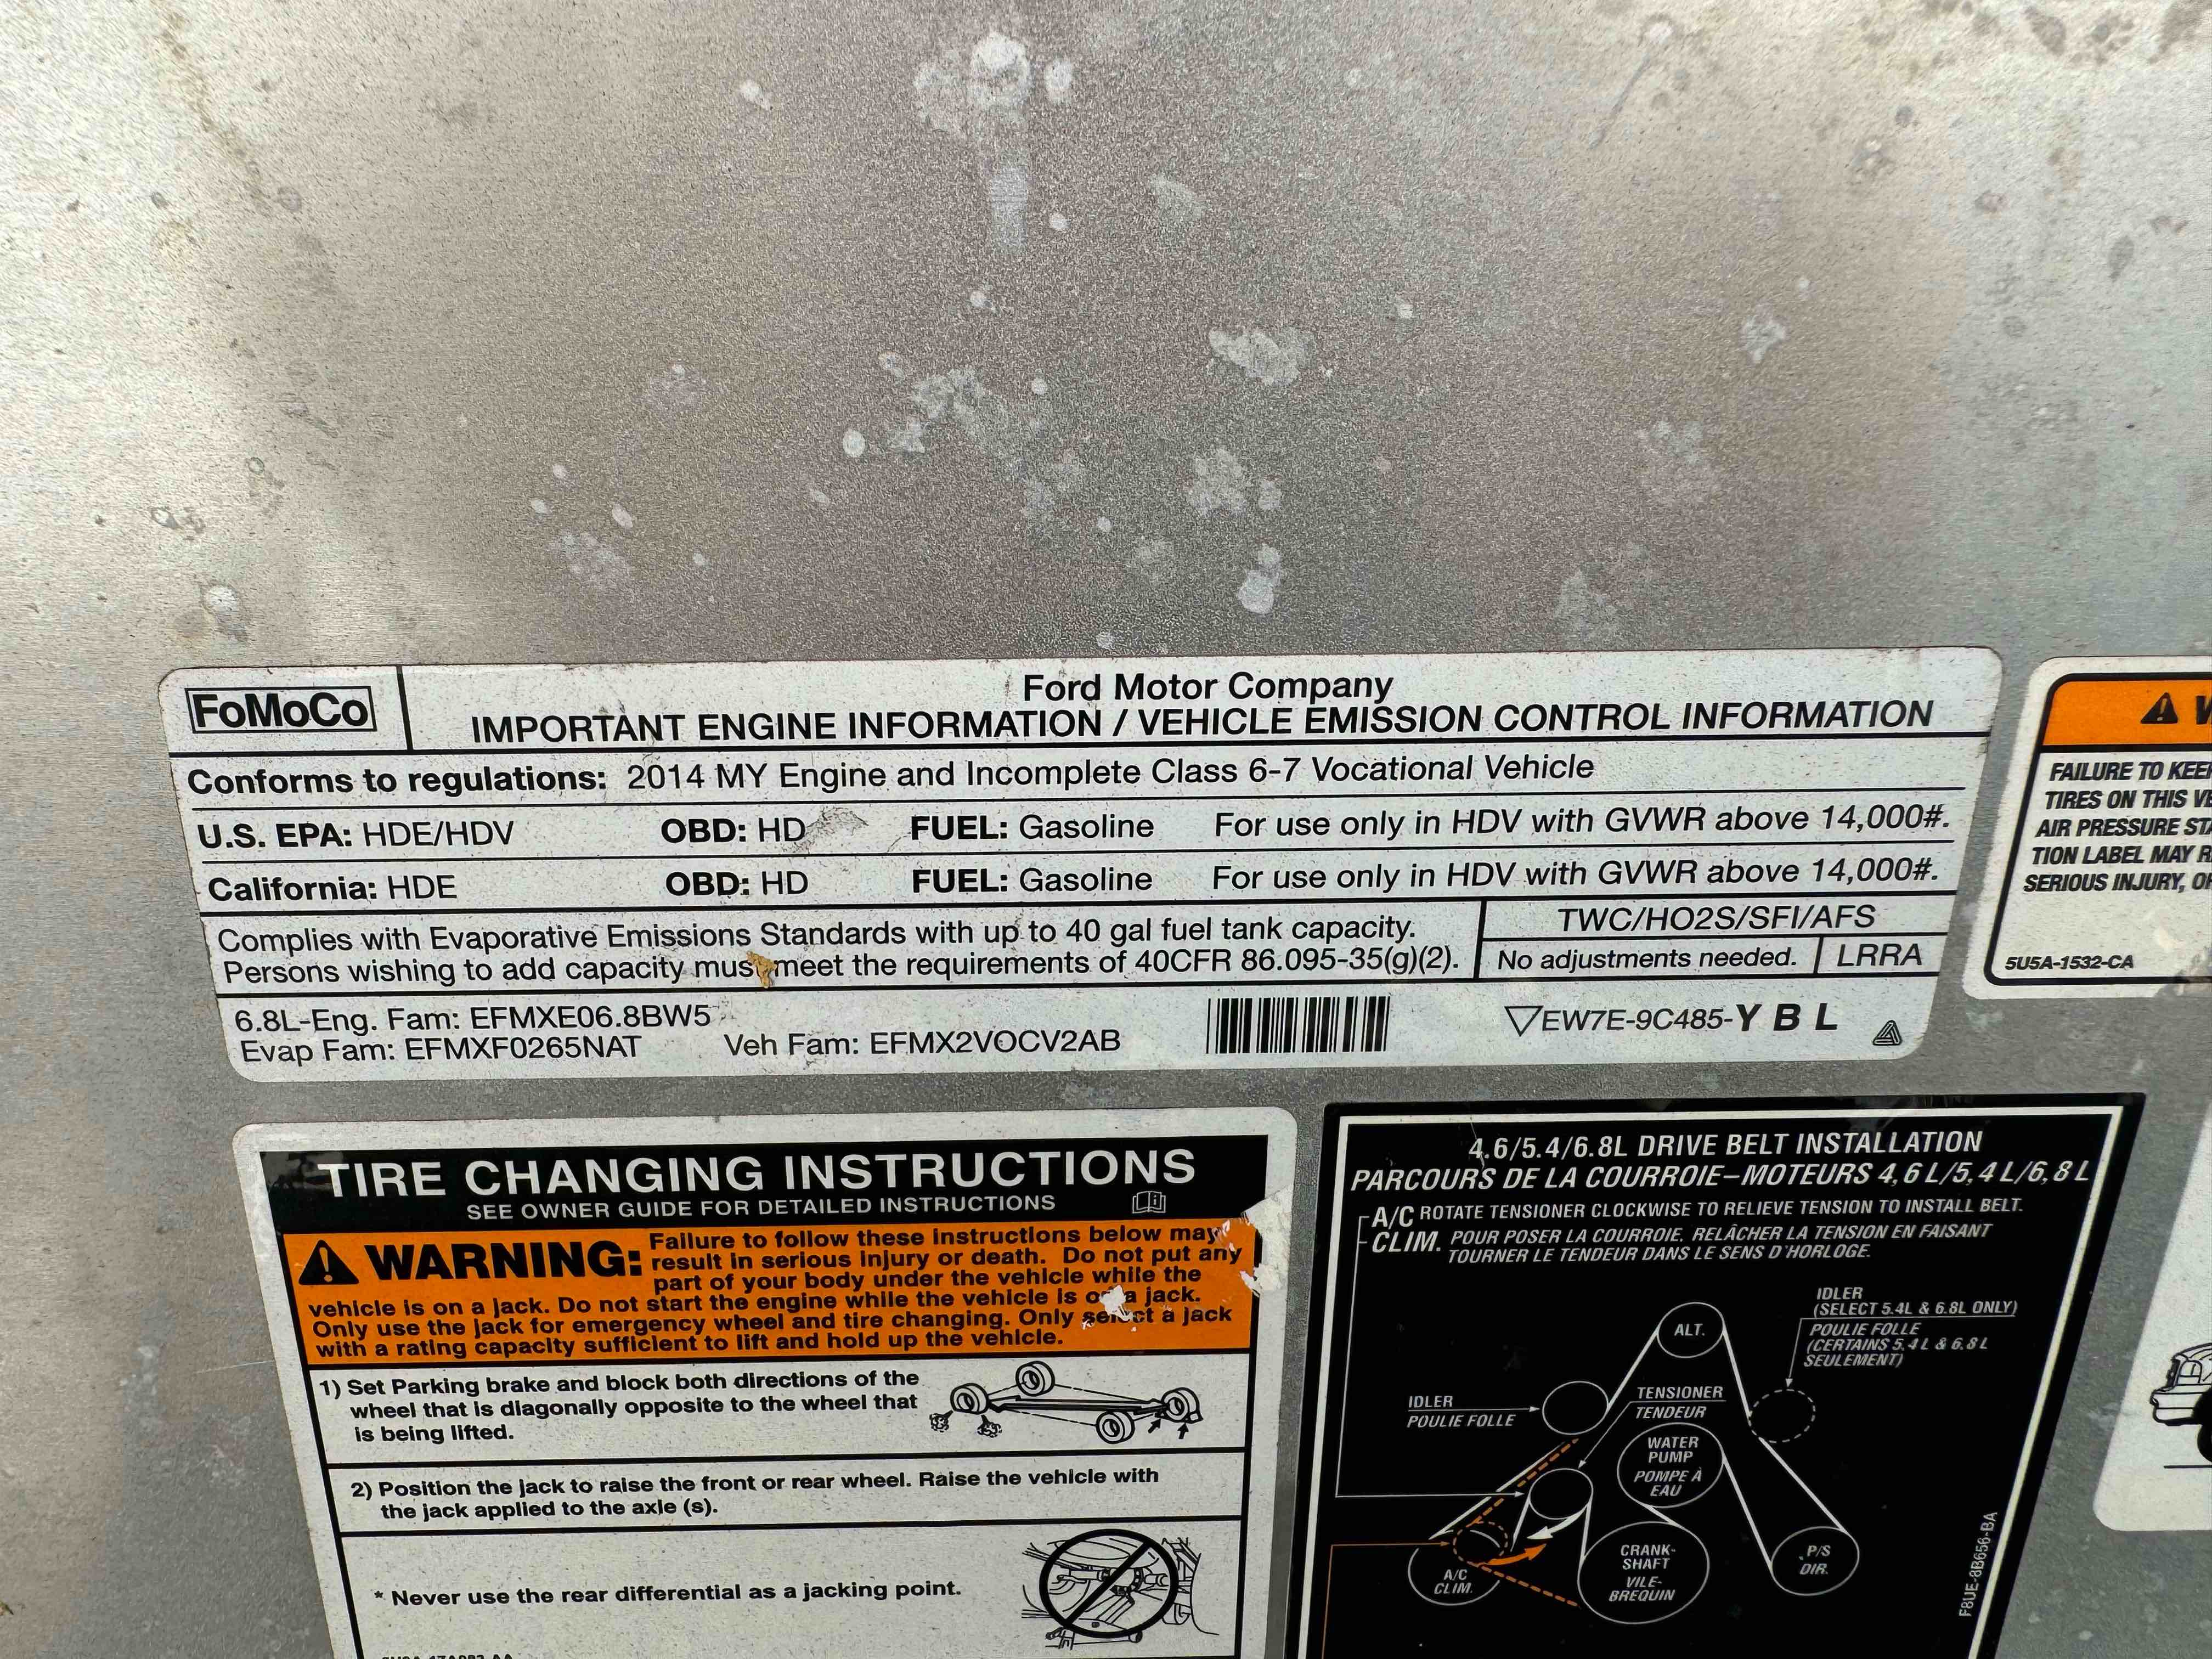 FoMoCo
Ford Motor Company
IMPORTANT ENGINE INFORMATION / VEHICLE EMISSION CONTROL INFORMATION
Conforms to regulations: 2014 MY Engine and Incomplete Class 6-7 Vocational Vehicle
U.S. EPA: HDE/HDV OBD: HD FUEL: Gasoline For use only in HDV with GVWR above 14,000#.
California: HDE OBD: HD FUEL: Gasoline For use only in HDV with GVWR above 14,000#.
Complies with Evaporative Emissions Standards with up to 40 gal fuel tank capacity.
Persons wishing to add capacity must meet the requirements of 40CFR 86.095-35(g)(2).
TWC/HO2S/SFI/AFS
No adjustments needed. LRRA
6.8L-Eng. Fam: EFMXE06.8BW5
Evap Fam: EFMXF0265NAT Veh Fam: EFMX2VOCV2AB
EW7E-9C485-Y B L
FAILURE TO KEEP
TIRES ON THIS
AIR PRESSURE
TION LABEL MAY
SERIOUS INJURY,
5U5A-1532-CA
TIRE CHANGING INSTRUCTIONS
SEE OWNER GUIDE FOR DETAILED INSTRUCTIONS
WARNING: Failure to follow these instructions below may
result in serious injury or death. Do not put any
part of your body under the vehicle while the
vehicle is on a jack. Do not start the engine while the vehicle is on a jack.
Only use the jack for emergency wheel and tire changing. Only select a jack
with a rating capacity sufficient to lift and hold up the vehicle.
1) Set Parking brake and block both directions of the
wheel that is diagonally opposite to the wheel that
is being lifted.
2) Position the jack to raise the front or rear wheel. Raise the vehicle with
the jack applied to the axle (s).
* Never use the rear differential as a jacking point.
4.6/5.4/6.8L DRIVE BELT INSTALLATION
PARCOURS DE LA COURROIE-MOTEURS 4,6 L/5,4 L/6,8 L
A/C ROTATE TENSIONER CLOCKWISE TO RELIEVE TENSION TO INSTALL BELT.
CLIM. POUR POSER LA COURROIE, RELÂCHER LA TENSION EN FAISANT
TOURNER LE TENDEUR DANS LE SENS D'HORLOGE.
IDLER
(SELECT 5.4L & 6.8L ONLY)
POULIE FOLLE
(CERTAINS 5,4 L & 6,8 L
SEULEMENT)
ALT.
IDLER
POULIE FOLLE
TENSIONER
TENDEUR
WATER
PUMP
POMPE À
EAU
A/C
CLIM.
CRANK-
SHAFT
VILE-
BREQUIN
P/S
DIR.
F8UE-8B656-BA